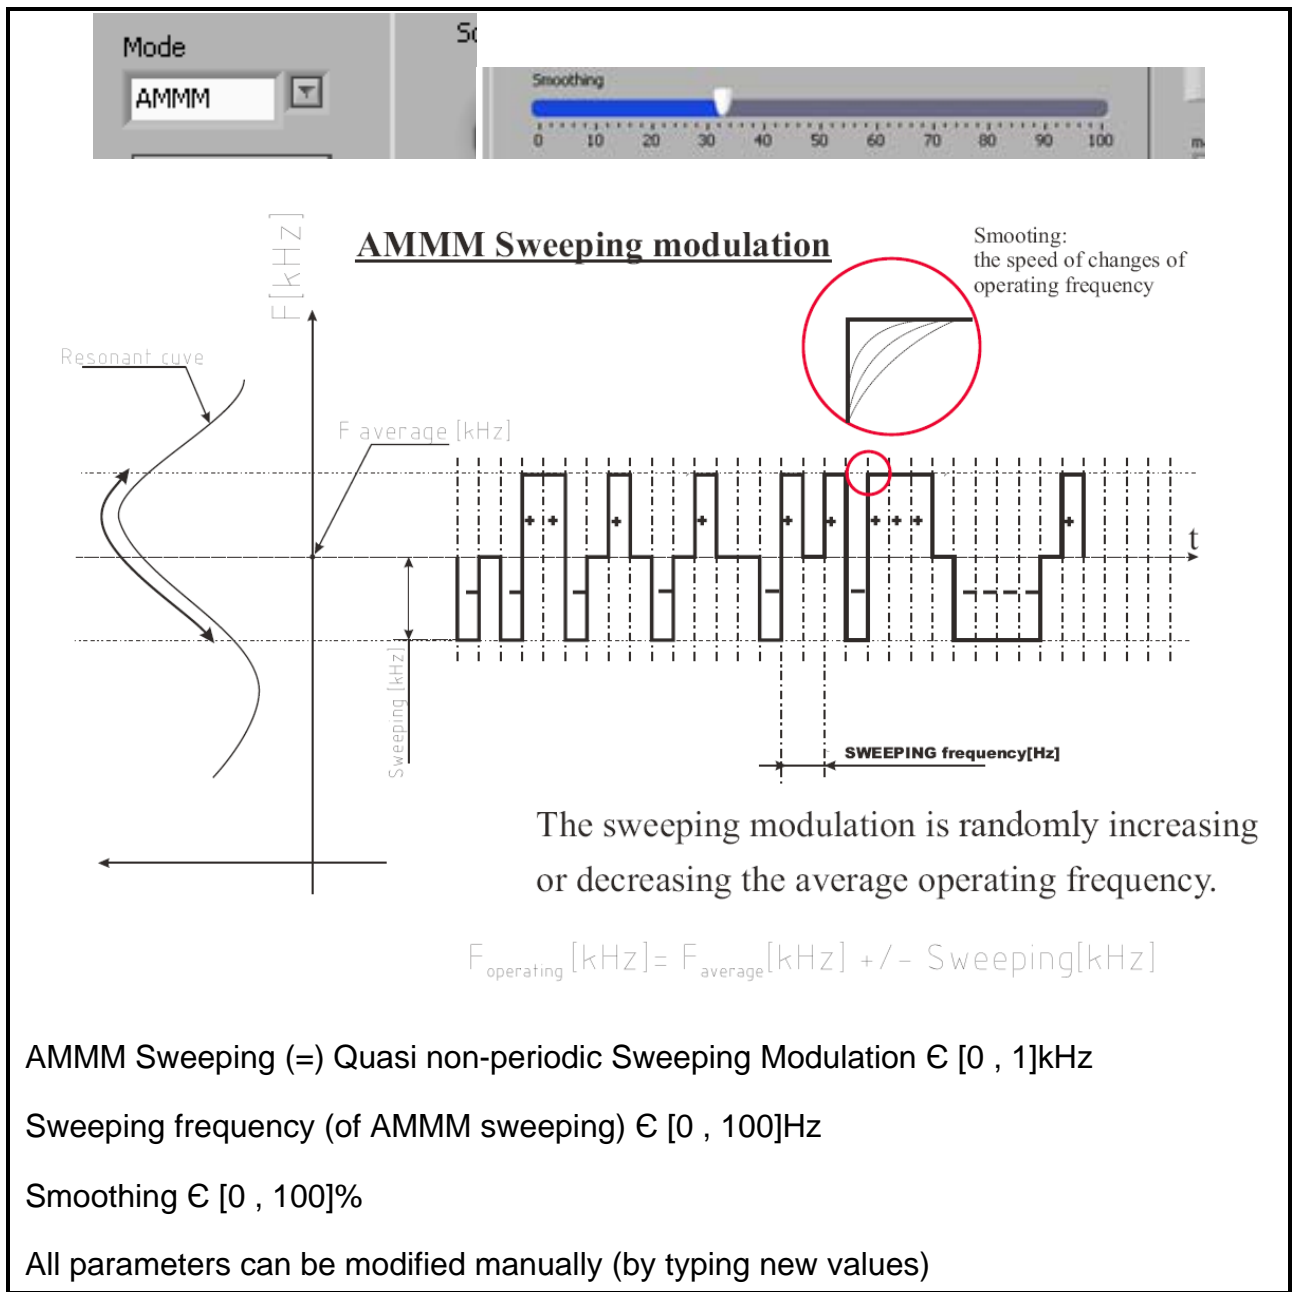 Mode
AMMM
Smoothing
0 10 20 30 40 50 60 70 80 90 100
F[kHz]
AMMM Sweeping modulation
Smooting:
the speed of changes of
operating frequency
Resonant cuve
F average [kHz]
+ + + + + + + + + +
t
- - - - - - - - - -
Sweeping [kHz]
SWEEPING frequency[Hz]
The sweeping modulation is randomly increasing
or decreasing the average operating frequency.
Foperating [kHz]= Faverage[kHz] +/- Sweeping[kHz]
AMMM Sweeping (=) Quasi non-periodic Sweeping Modulation Є [0 , 1]kHz
Sweeping frequency (of AMMM sweeping) Є [0 , 100]Hz
Smoothing Є [0 , 100]%
All parameters can be modified manually (by typing new values)